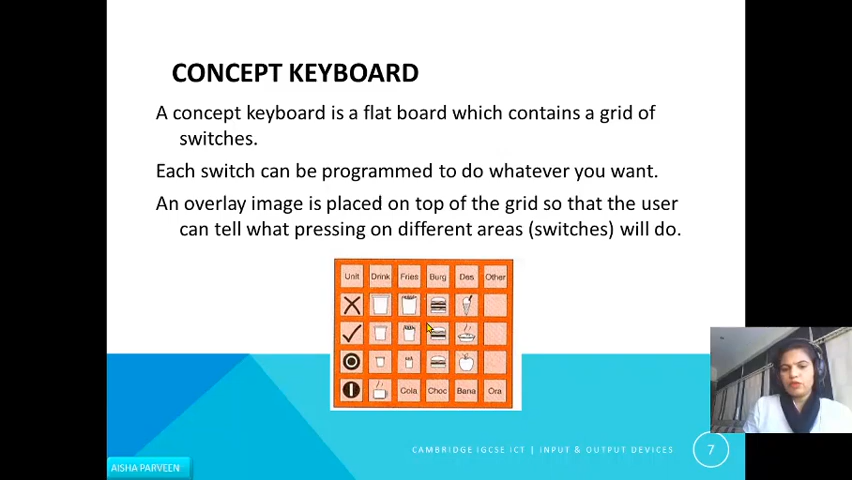 CONCEPT KEYBOARD
A concept keyboard is a flat board which contains a grid of
switches.
Each switch can be programmed to do whatever you want.
An overlay image is placed on top of the grid so that the user
can tell what pressing on different areas (switches) will do.
Unit Drink Fries Burg Des Other
Cola Choc Bana Ora
CAMBRIDGE IGCSE ICT | INPUT & OUTPUT DEVICES 7
AISHA PARVEEN